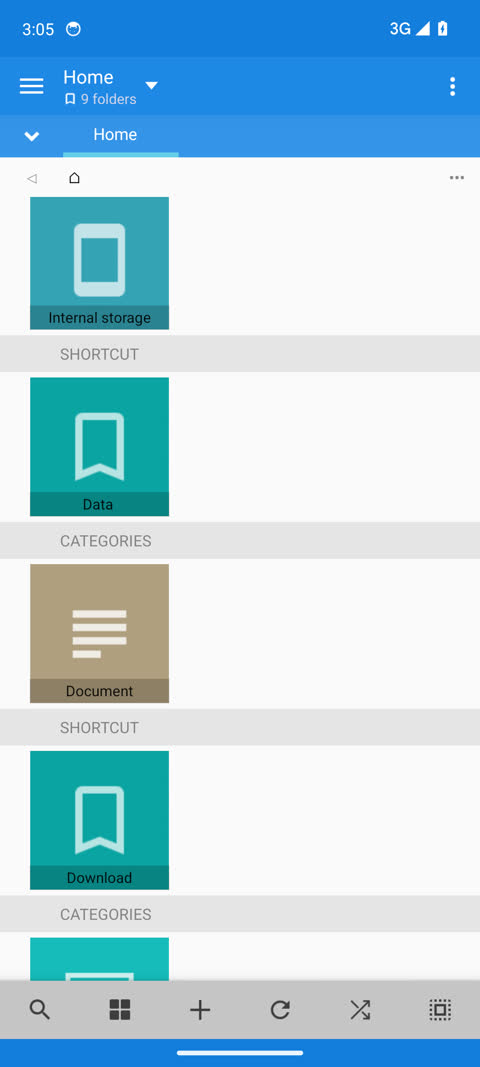 3:05
3G
Home
9 folders
Home
Internal storage
SHORTCUT
Data
CATEGORIES
Document
SHORTCUT
Download
CATEGORIES